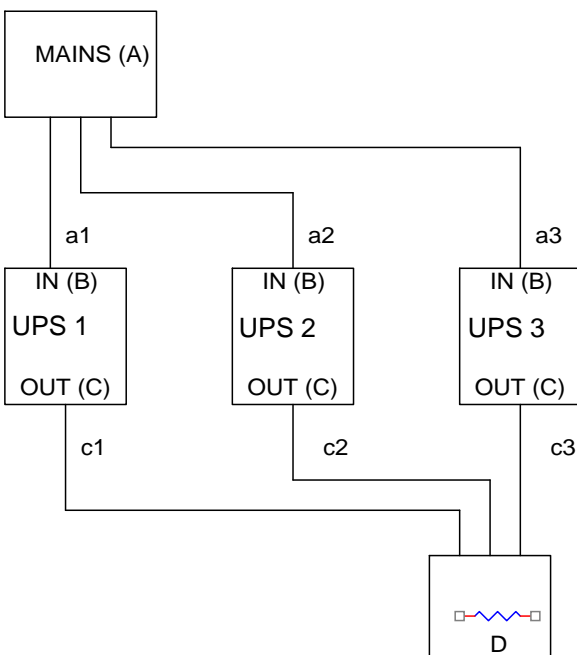 MAINS (A)
a1
a2
a3
IN (B)
IN (B)
IN (B)
UPS 1
UPS 2
UPS 3
OUT (C)
OUT (C)
OUT (C)
c1
c2
c3
D